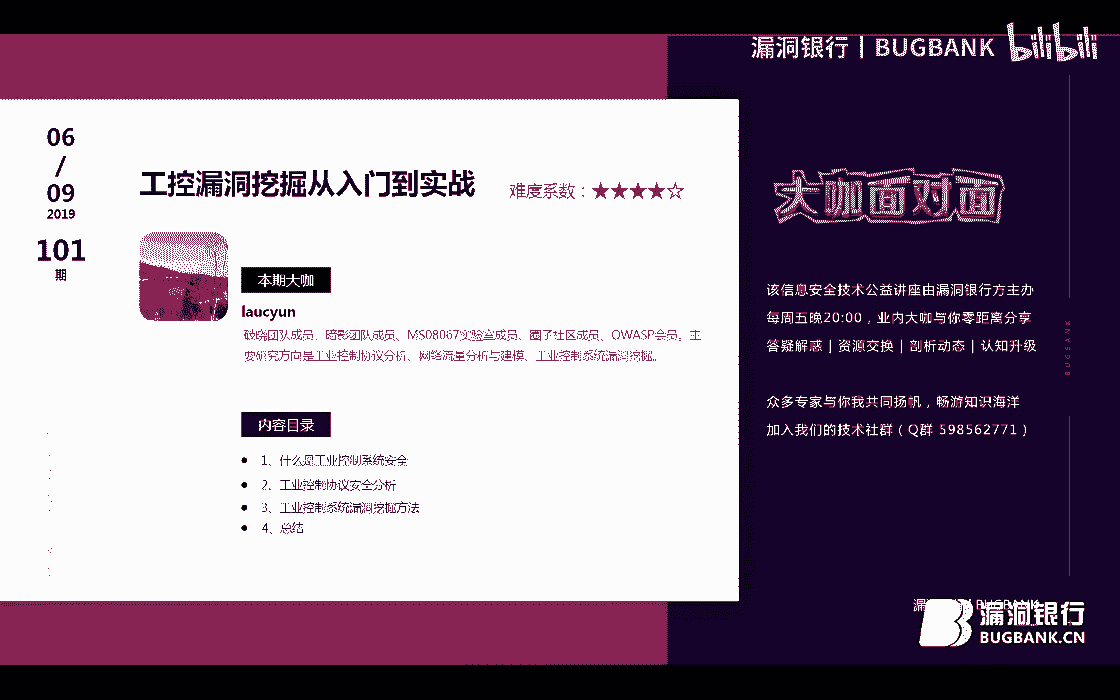 漏洞银行 | BUGBANK
bilibili
06
/
09
2019
101
期
工控漏洞挖掘从入门到实战
难度系数：★★★★☆
本期大咖
laucyun
破晓团队成员、暗影团队成员、MS08067实验室成员、圈子社区成员、OWASP会员。主
要研究方向是工业控制协议分析、网络流量分析与建模、工业控制系统漏洞挖掘。
内容目录
● 1、什么是工业控制系统安全
● 2、工业控制协议安全分析
● 3、工业控制系统漏洞挖掘方法
● 4、总结
大咖面对面
该信息安全技术公益讲座由漏洞银行方主办
每周五晚20:00，业内大咖与你零距离分享
答疑解惑 | 资源交换 | 剖析动态 | 认知升级
众多专家与你我共同扬帆，畅游知识海洋
加入我们的技术社群（Q群 598562771）
BUGBANK
漏洞银行
BUGBANK.CN